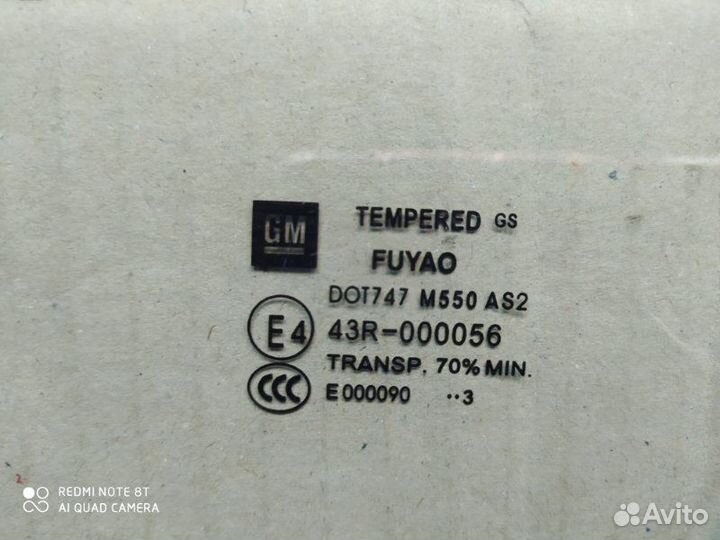 GM
TEMPERED GS
FUYAO
DOT747 M550 AS2
E4 43R-000056
TRANSP. 70% MIN.
CCC E000090 ··3
REDMI NOTE 8T
AI QUAD CAMERA
Avito